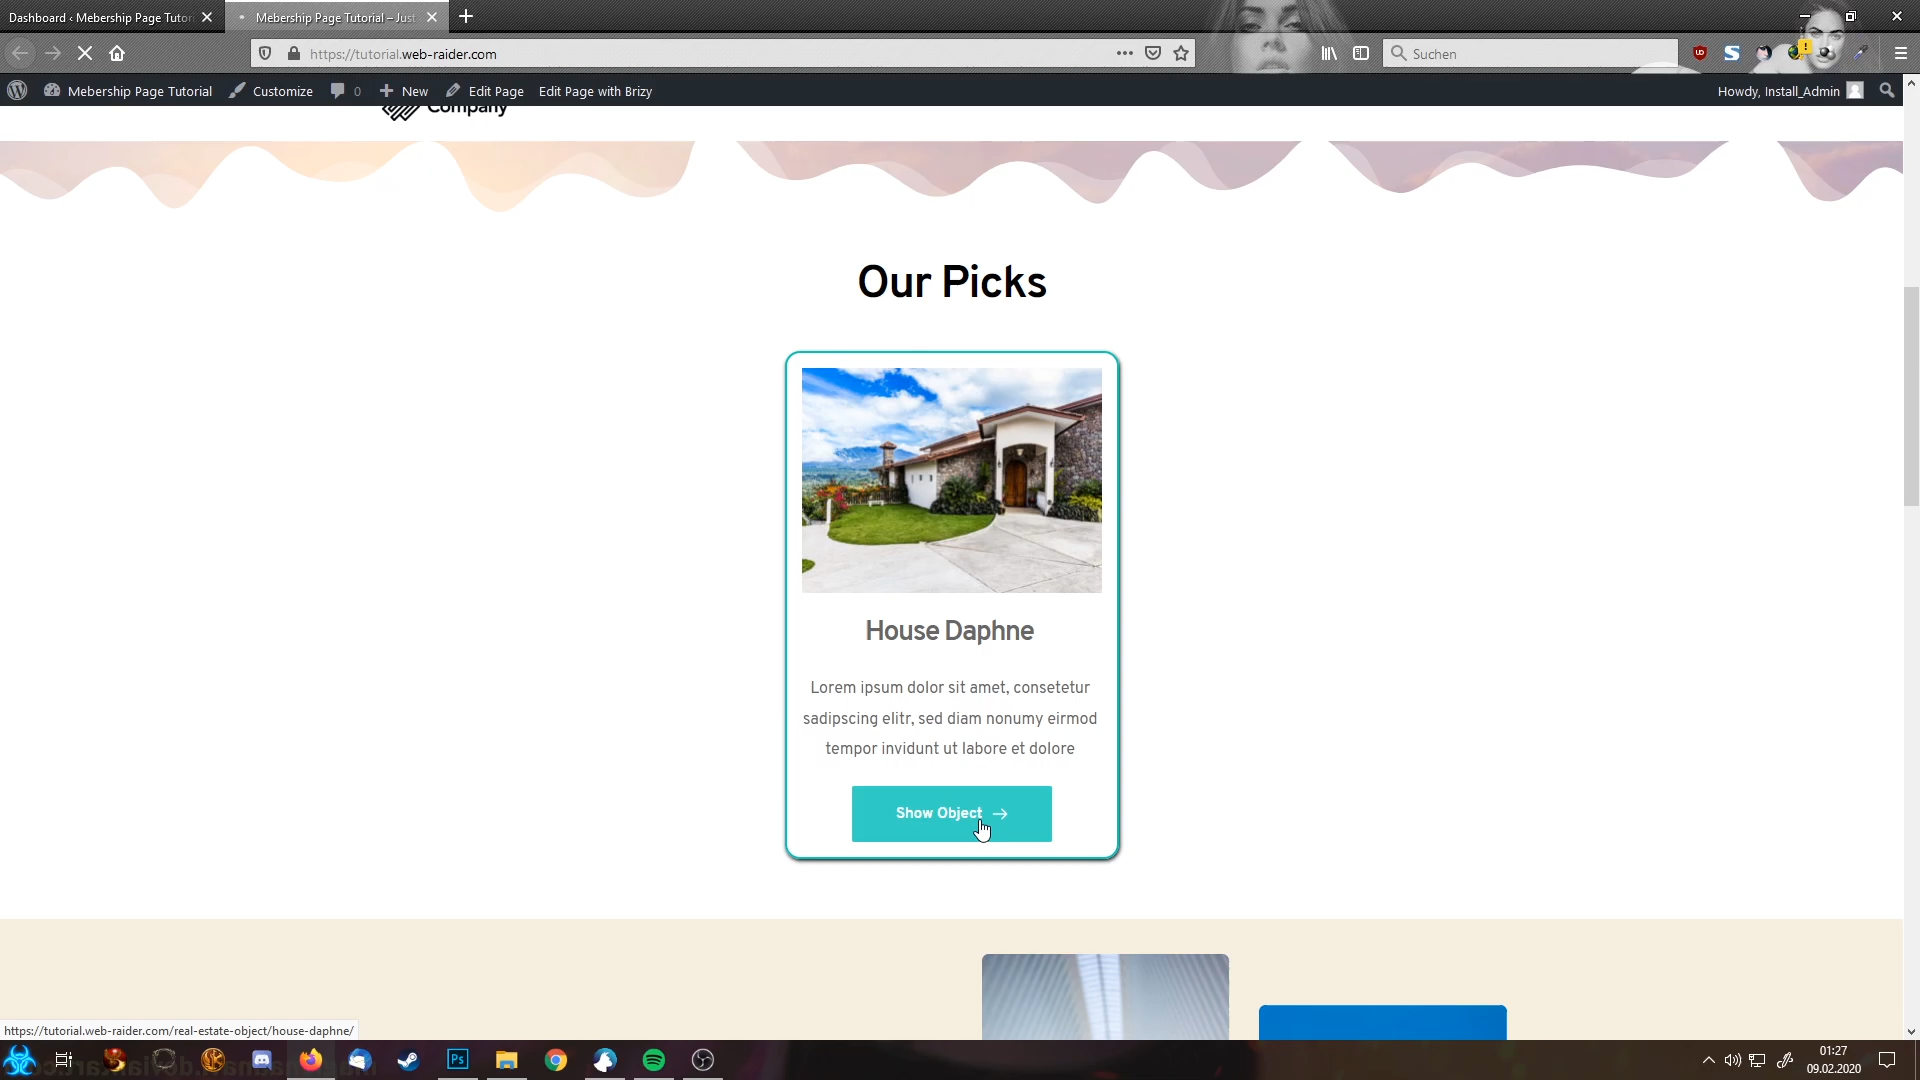 Dashboard ‹ Mebership Page Tutori
Mebership Page Tutorial – Just
https://tutorial.web-raider.com
Suchen
Mebership Page Tutorial
Customize
0
New
Edit Page
Edit Page with Brizy
Howdy, Install_Admin
Company
Our Picks
House Daphne
Lorem ipsum dolor sit amet, consetetur
sadipscing elitr, sed diam nonumy eirmod
tempor invidunt ut labore et dolore
Show Object
https://tutorial.web-raider.com/real-estate-object/house-daphne/
Ps
01:27
09.02.2020